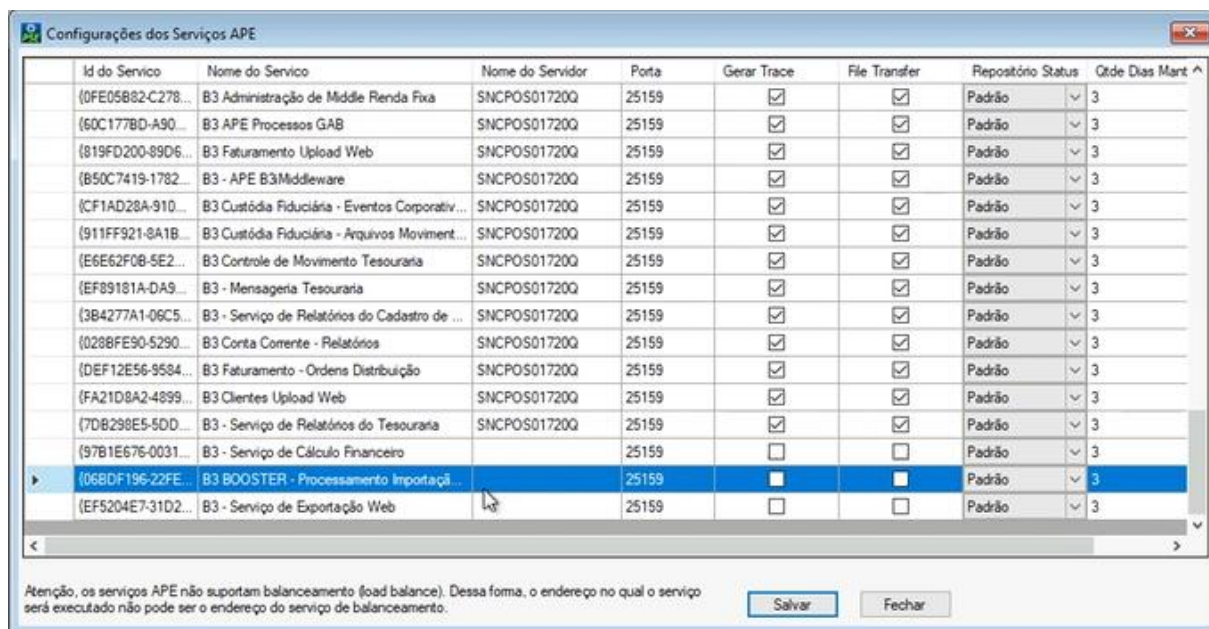 Configurações dos Serviços APE
Id do Servico Nome do Servico Nome do Servidor Porta Gerar Trace File Transfer Repositório Status Qtde Dias Mant
{0FE05B82-C278... B3 Administração de Middle Renda Fixa SNCPOS01720Q 25159 Padrão 3
{60C177BD-A90... B3 APE Processos GAB SNCPOS01720Q 25159 Padrão 3
{819FD200-89D6... B3 Faturamento Upload Web SNCPOS01720Q 25159 Padrão 3
{B50C7419-1782... B3 - APE B3Middleware SNCPOS01720Q 25159 Padrão 3
{CF1AD28A-910... B3 Custódia Fiduciária - Eventos Corporativ... SNCPOS01720Q 25159 Padrão 3
{911FF921-8A1B... B3 Custódia Fiduciária - Arquivos Moviment... SNCPOS01720Q 25159 Padrão 3
{E6E62F0B-5E2... B3 Controle de Movimento Tesouraria SNCPOS01720Q 25159 Padrão 3
{EF89181A-DA9... B3 - Mensageria Tesouraria SNCPOS01720Q 25159 Padrão 3
{3B4277A1-06C5... B3 - Serviço de Relatórios do Cadastro de ... SNCPOS01720Q 25159 Padrão 3
{028BFE90-5290... B3 Conta Corrente - Relatórios SNCPOS01720Q 25159 Padrão 3
{DEF12E56-9584... B3 Faturamento - Ordens Distribuição SNCPOS01720Q 25159 Padrão 3
{FA21D8A2-4899... B3 Clientes Upload Web SNCPOS01720Q 25159 Padrão 3
{7DB298E5-5DD... B3 - Serviço de Relatórios do Tesouraria SNCPOS01720Q 25159 Padrão 3
{97B1E676-0031... B3 - Serviço de Cálculo Financeiro 25159 Padrão 3
{06BDF196-22FE... B3 BOOSTER - Processamento Importaçã... 25159 Padrão 3
{EF5204E7-31D2... B3 - Serviço de Exportação Web 25159 Padrão 3
Atenção, os serviços APE não suportam balanceamento (load balance). Dessa forma, o endereço no qual o serviço
será executado não pode ser o endereço do serviço de balanceamento.
Salvar Fechar